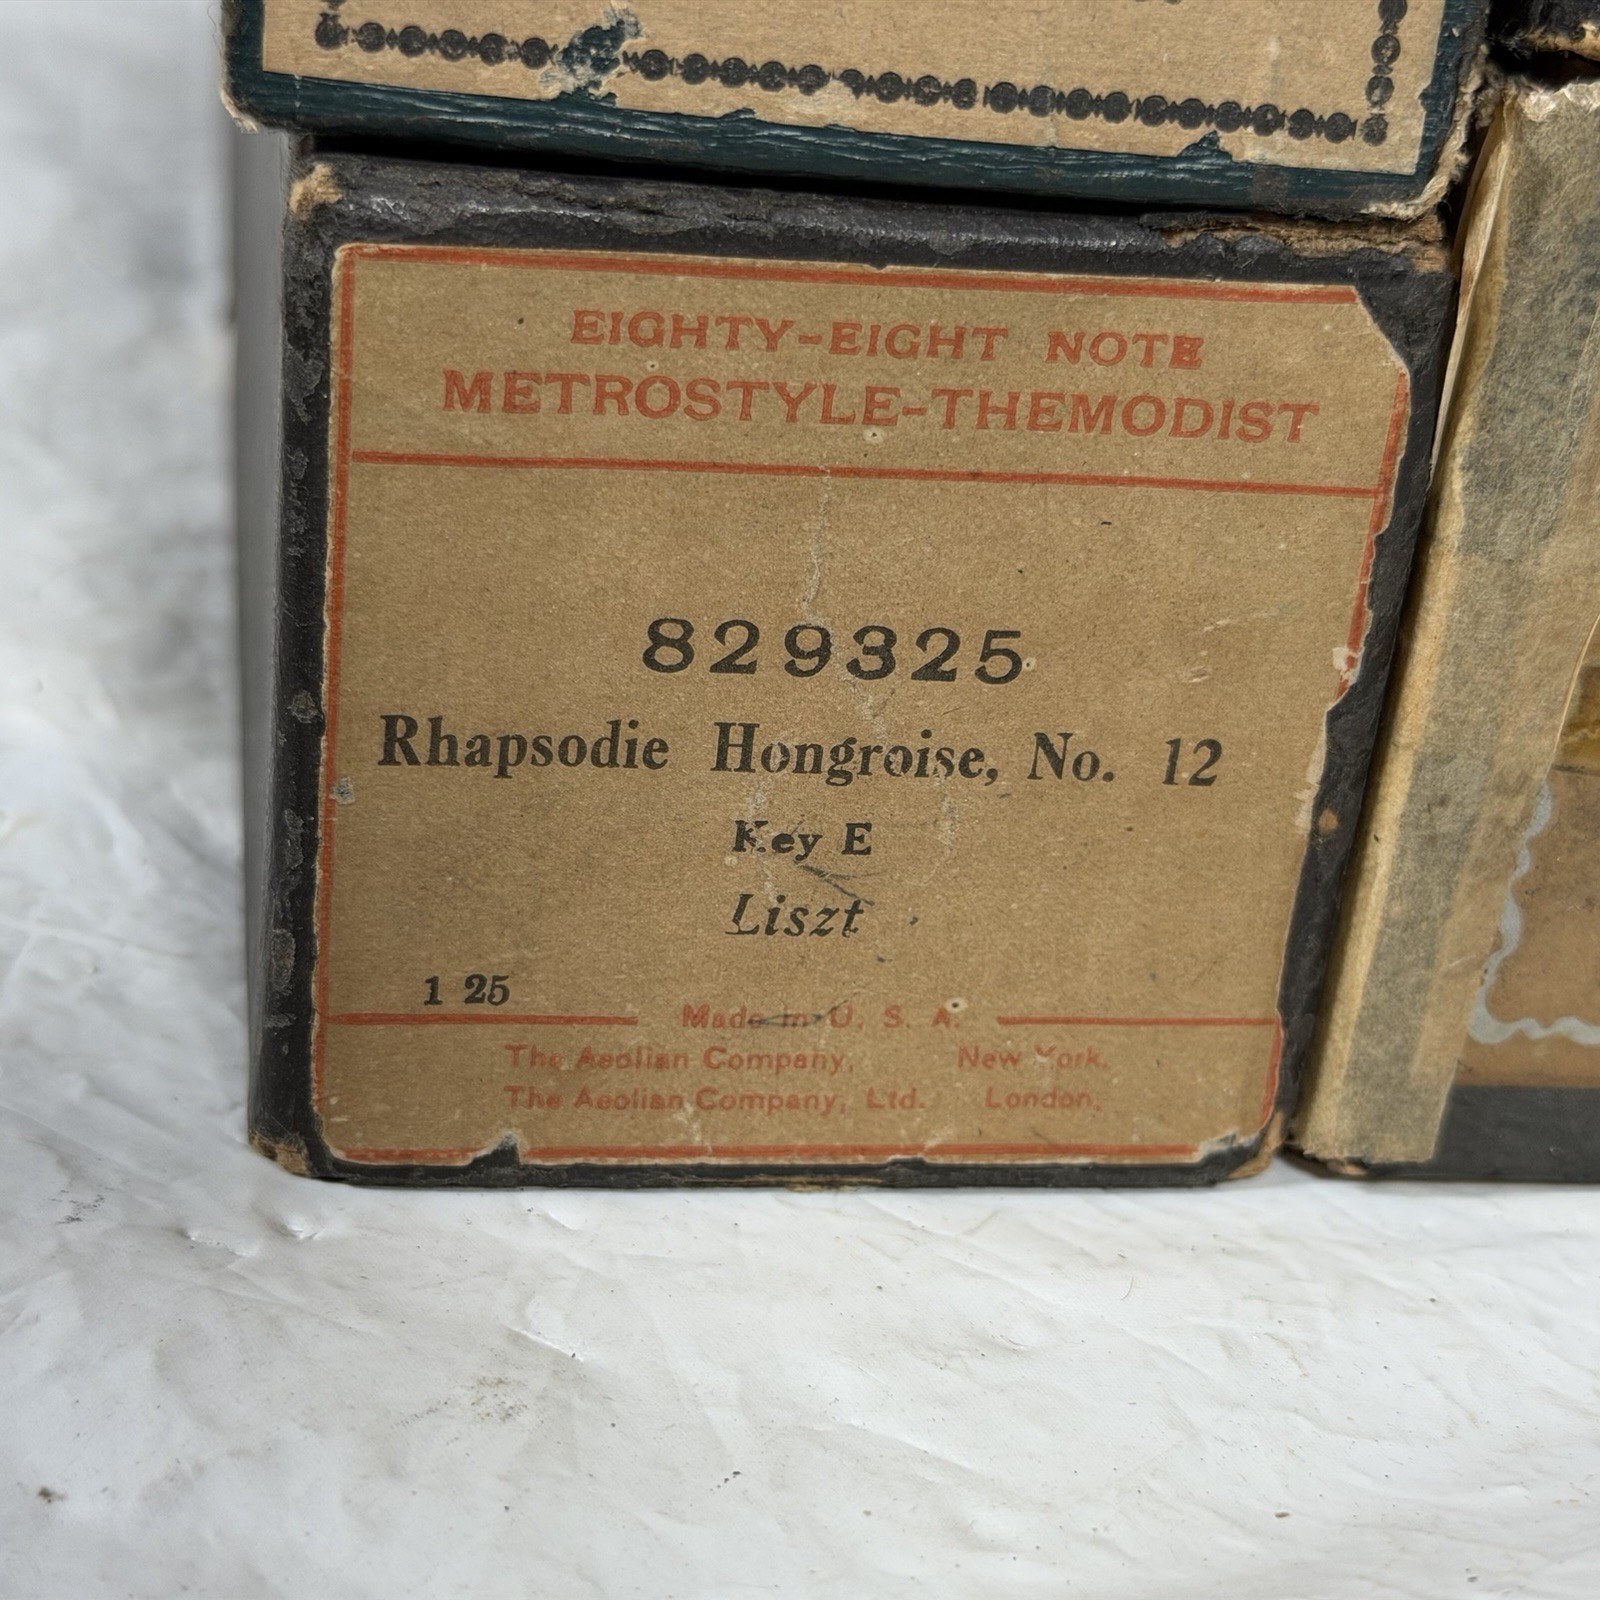 EIGHTY-EIGHT NOTE
METROSTYLE-THEMODIST
829325
Rhapsodie Hongroise, No. 12
Key E
Liszt
1 25
Made in U. S. A.
The Aeolian Company, New York.
The Aeolian Company, Ltd. London.